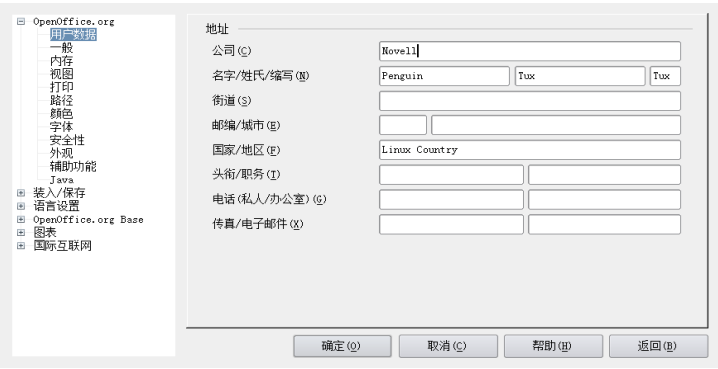 OpenOffice.org
用户数据
一般
内存
视图
打印
路径
颜色
字体
安全性
外观
辅助功能
Java
装入/保存
语言设置
OpenOffice.org Base
图表
国际互联网
地址
公司(C) Novell
名字/姓氏/缩写(N) Penguin Tux Tux
街道(S)
邮编/城市(E)
国家/地区(F) Linux Country
头衔/职务(T)
电话(私人/办公室)(G)
传真/电子邮件(X)
确定(O) 取消(C) 帮助(H) 返回(B)